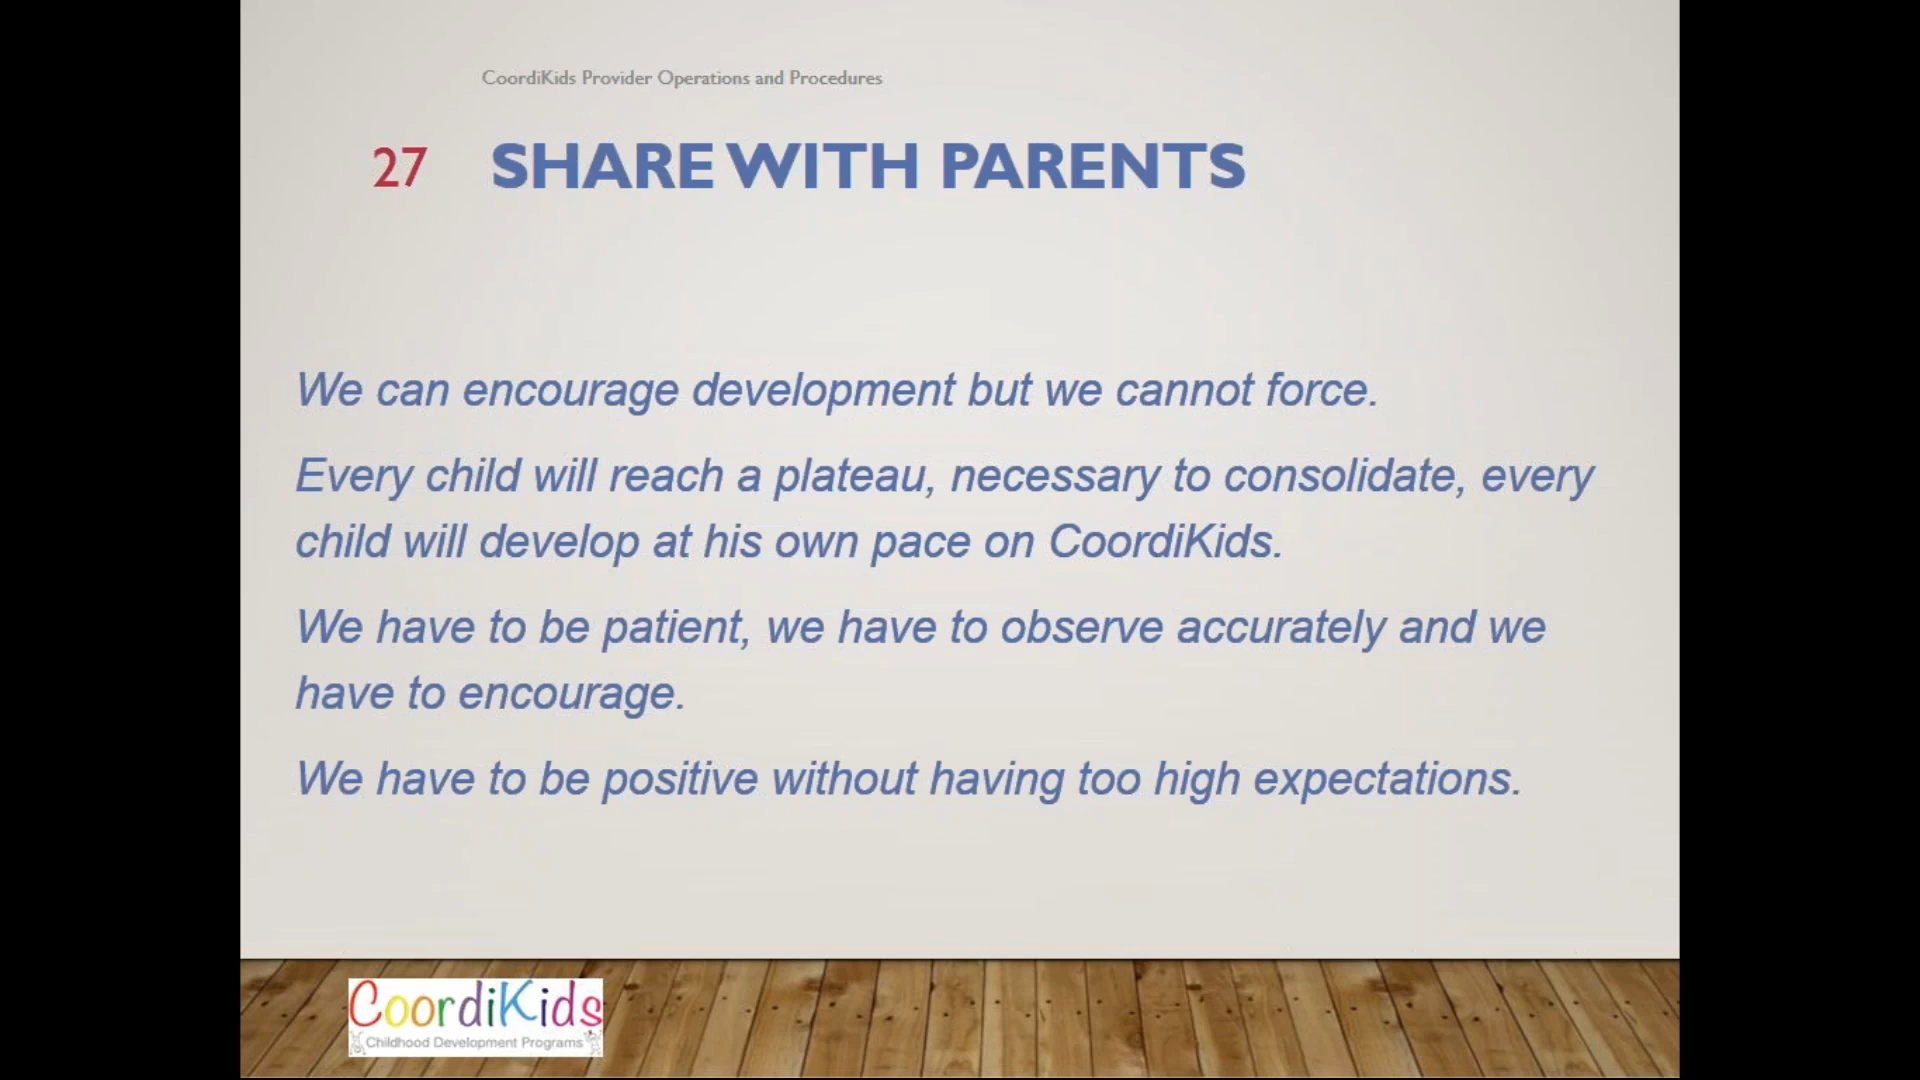 CoordiKids Provider Operations and Procedures
27 SHARE WITH PARENTS
We can encourage development but we cannot force.
Every child will reach a plateau, necessary to consolidate, every
child will develop at his own pace on CoordiKids.
We have to be patient, we have to observe accurately and we
have to encourage.
We have to be positive without having too high expectations.
CoordiKids
Childhood Development Programs